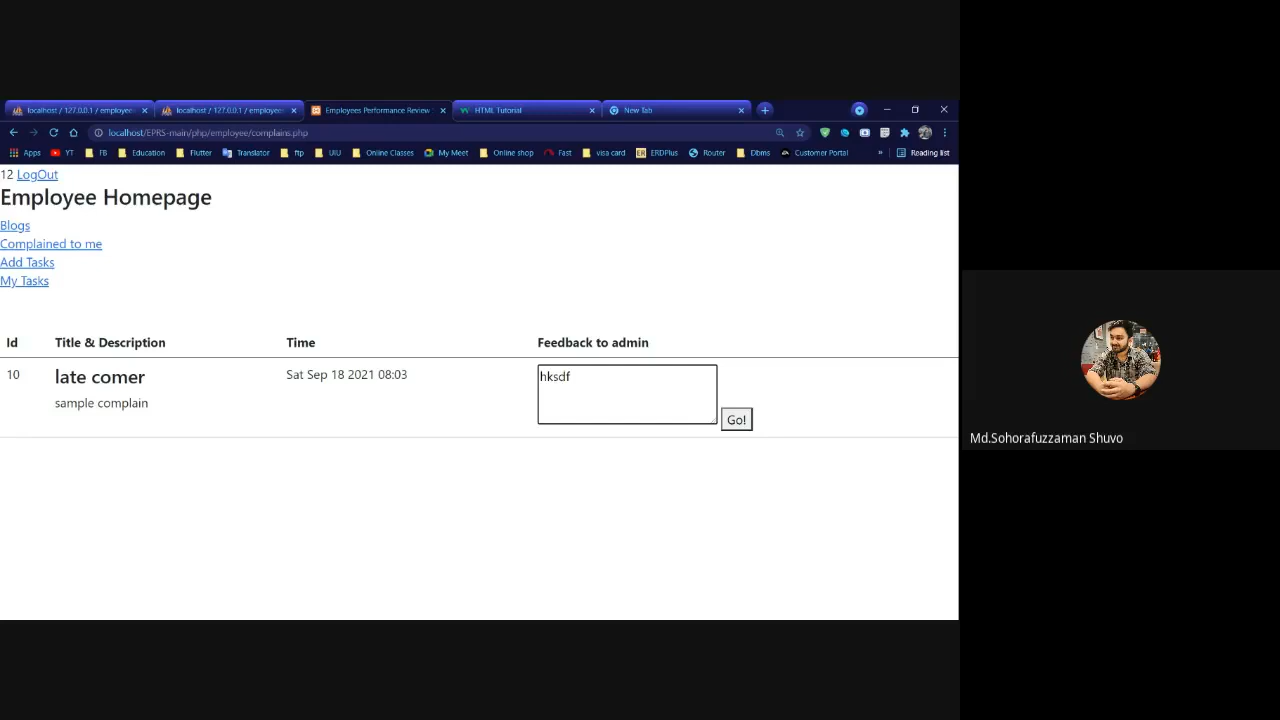 localhost / 127.0.0.1 / employee
localhost / 127.0.0.1 / employee
Employees Performance Review
HTML Tutorial
New Tab
localhost/EPRS-main/php/employee/complains.php
Apps YT FB Education Flutter Translator ftp UIU Online Classes My Meet Online shop Fast visa card ERDPlus Router Dbms Customer Portal » Reading list
12 LogOut
Employee Homepage
Blogs
Complained to me
Add Tasks
My Tasks
Id Title & Description Time Feedback to admin
10 late comer Sat Sep 18 2021 08:03 hksdf
sample complain
Go!
Md.Sohorafuzzaman Shuvo